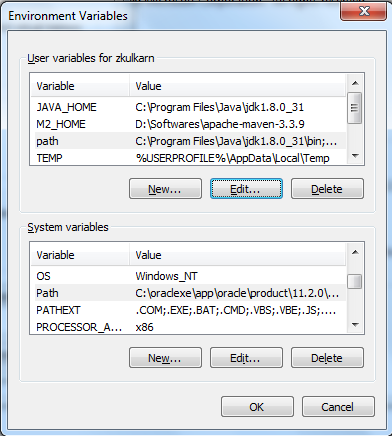 Environment Variables
User variables for zkulkarn
Variable Value
JAVA_HOME C:\Program Files\Java\jdk1.8.0_31
M2_HOME D:\Softwares\apache-maven-3.3.9
path C:\Program Files\Java\jdk1.8.0_31\bin;...
TEMP %USERPROFILE%\AppData\Local\Temp
New... Edit... Delete
System variables
Variable Value
OS Windows_NT
Path C:\oraclexe\app\oracle\product\11.2.0\...
PATHEXT .COM;.EXE;.BAT;.CMD;.VBS;.VBE;.JS;....
PROCESSOR_A... x86
New... Edit... Delete
OK Cancel